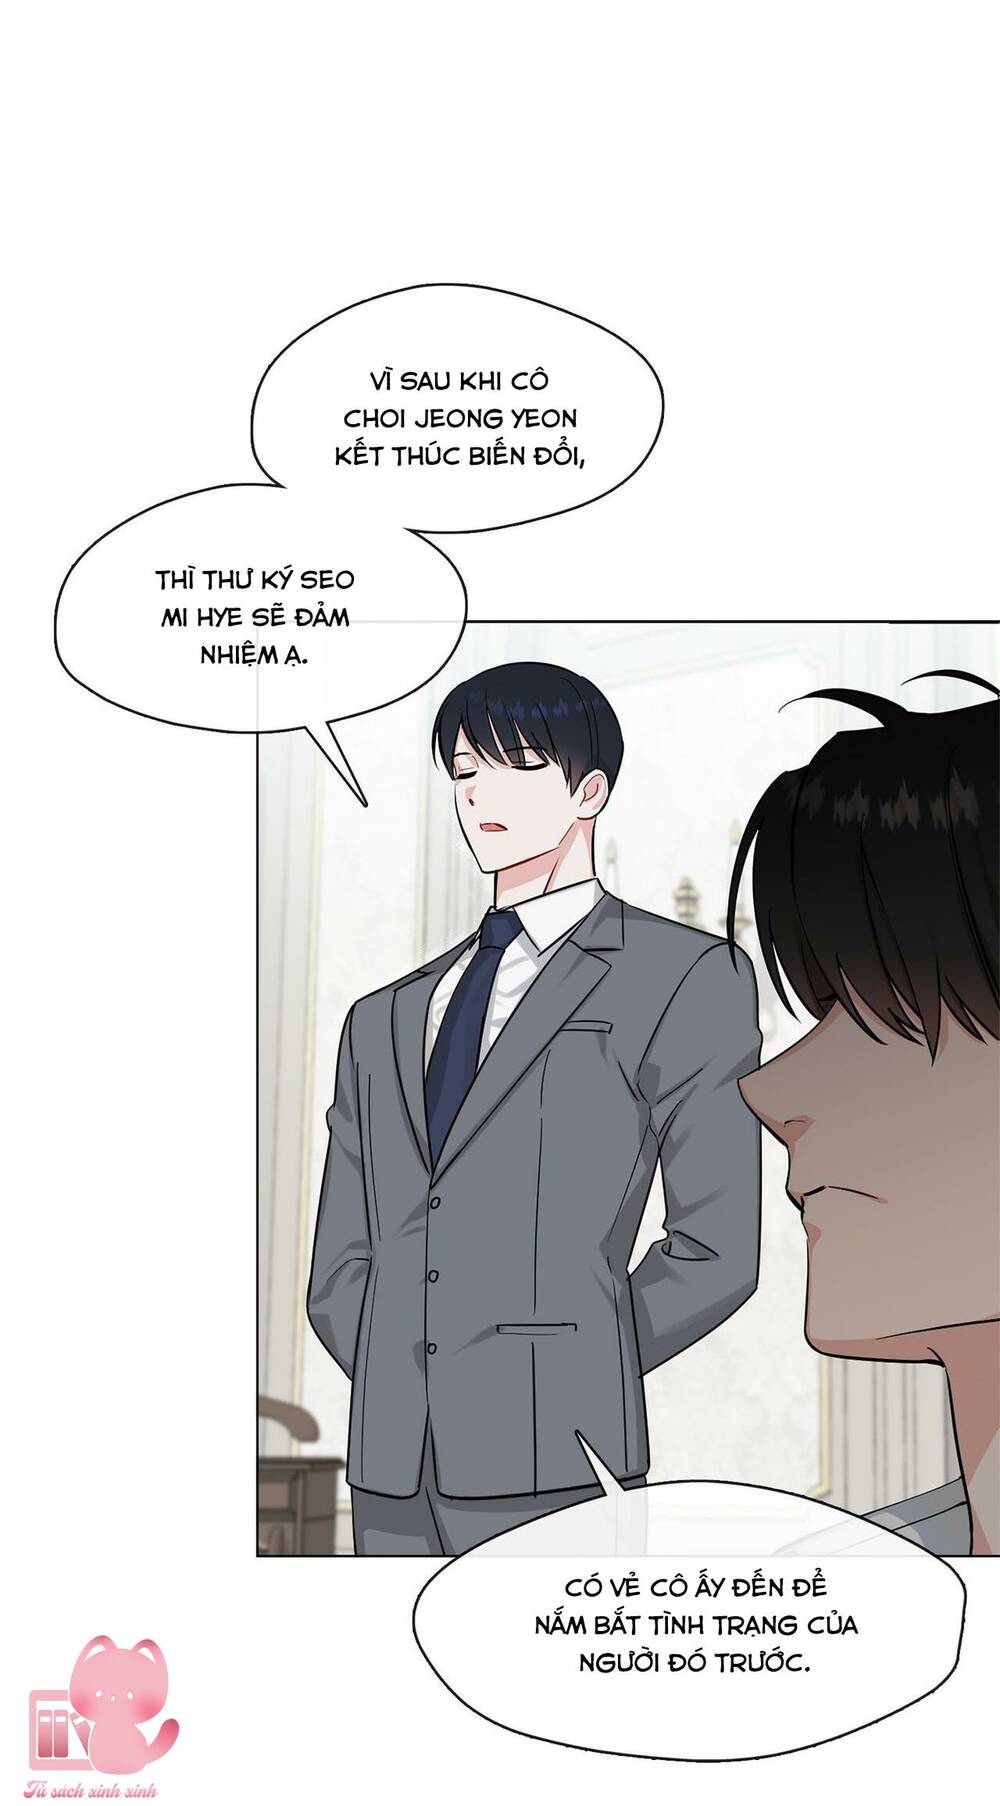 VÌ SAU KHI CÔ
CHOI JEONG YEON
KẾT THÚC BIẾN ĐỔI,
THÌ THƯ KÝ SEO
MI HYE SẼ ĐẢM
NHIỆM Ạ.
CÓ VẺ CÔ ẤY ĐẾN ĐỂ
NẮM BẮT TÌNH TRẠNG CỦA
NGƯỜI ĐÓ TRƯỚC.
Tủ sách xinh xinh